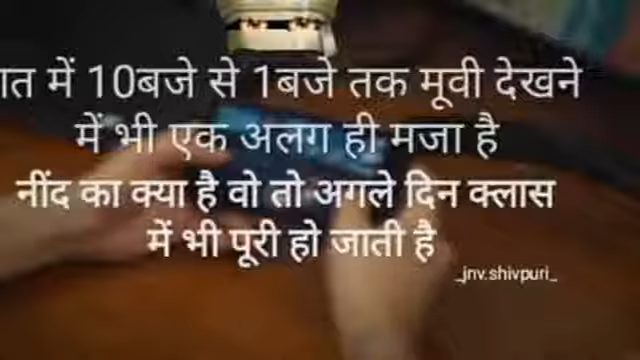 में 10बजे से 1बजे तक मूवी देखने
में भी एक अलग ही मजा है
नींद का क्या है वो तो अगले दिन क्लास
में भी पूरी हो जाती है
_jnv.shivpuri_